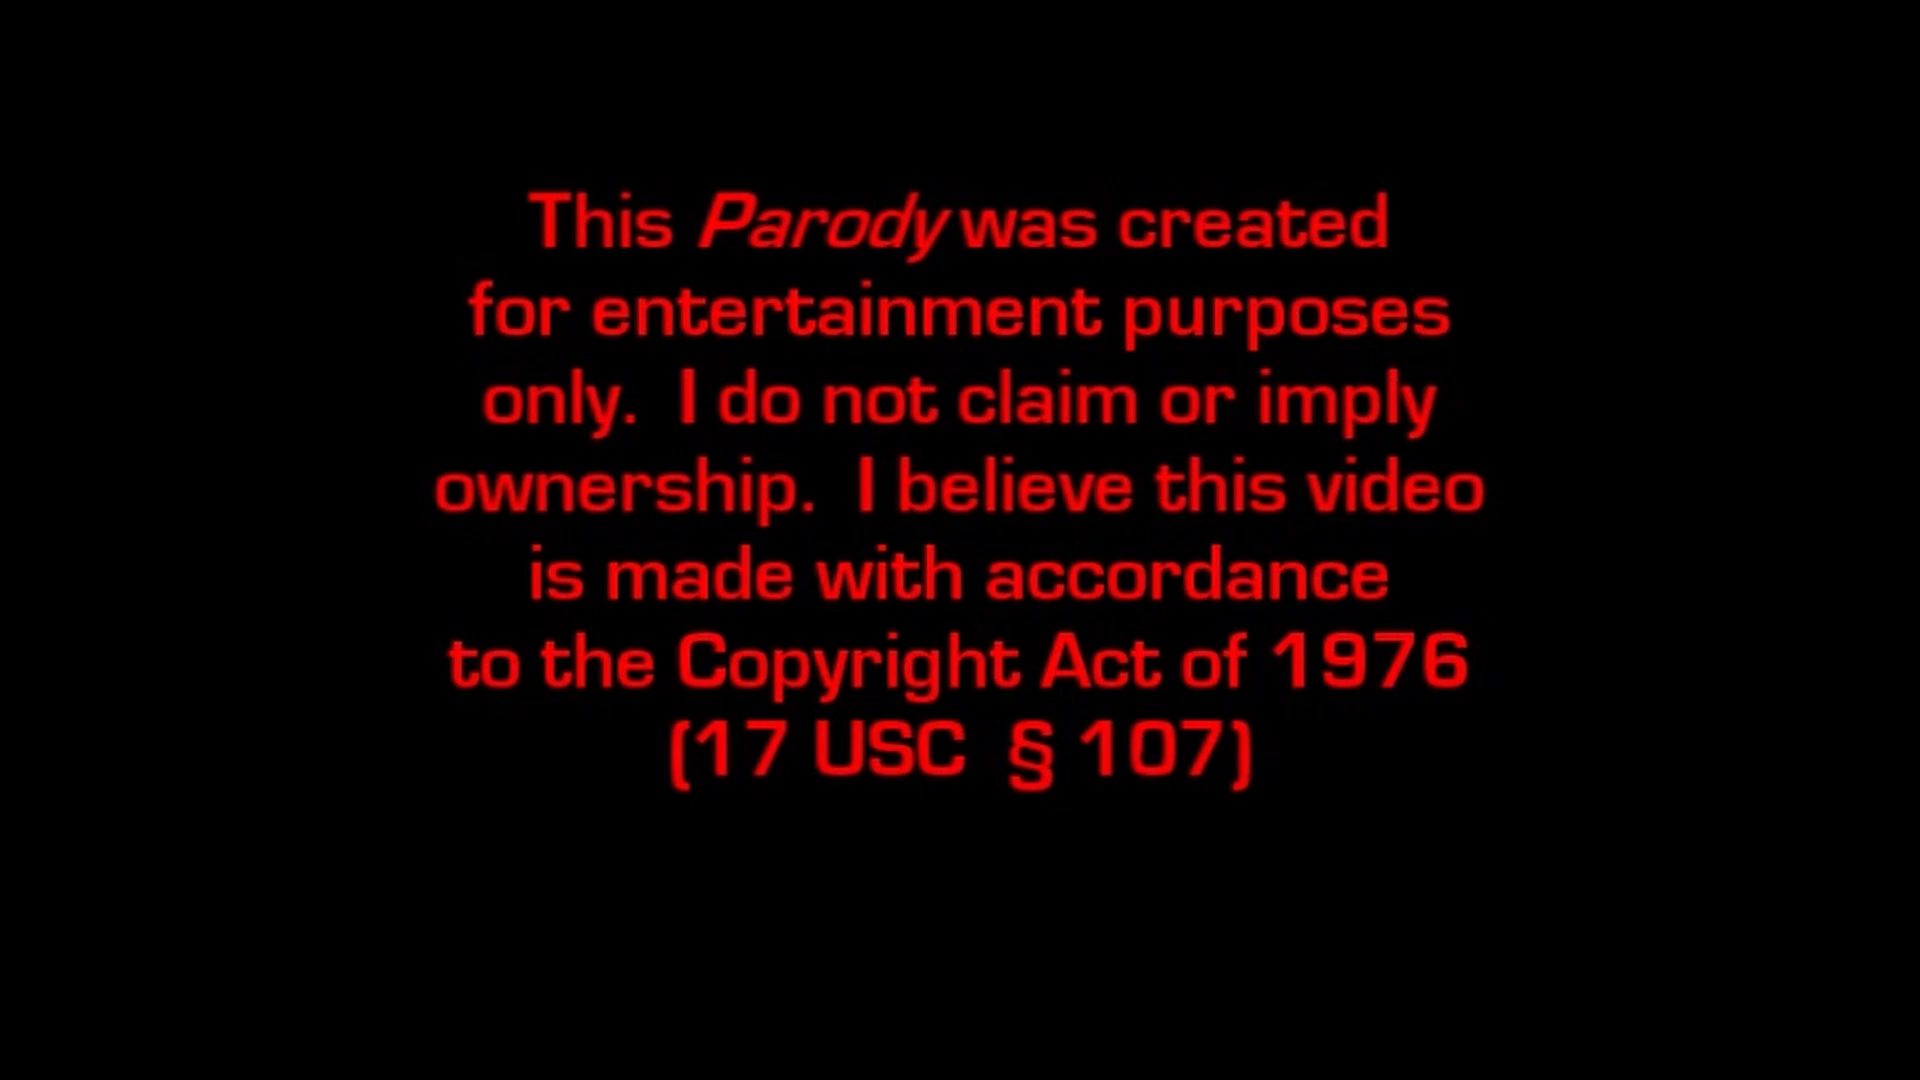 This Parody was created
for entertainment purposes
only.  I do not claim or imply
ownership.  I believe this video
is made with accordance
to the Copyright Act of 1976
(17 USC  § 107)